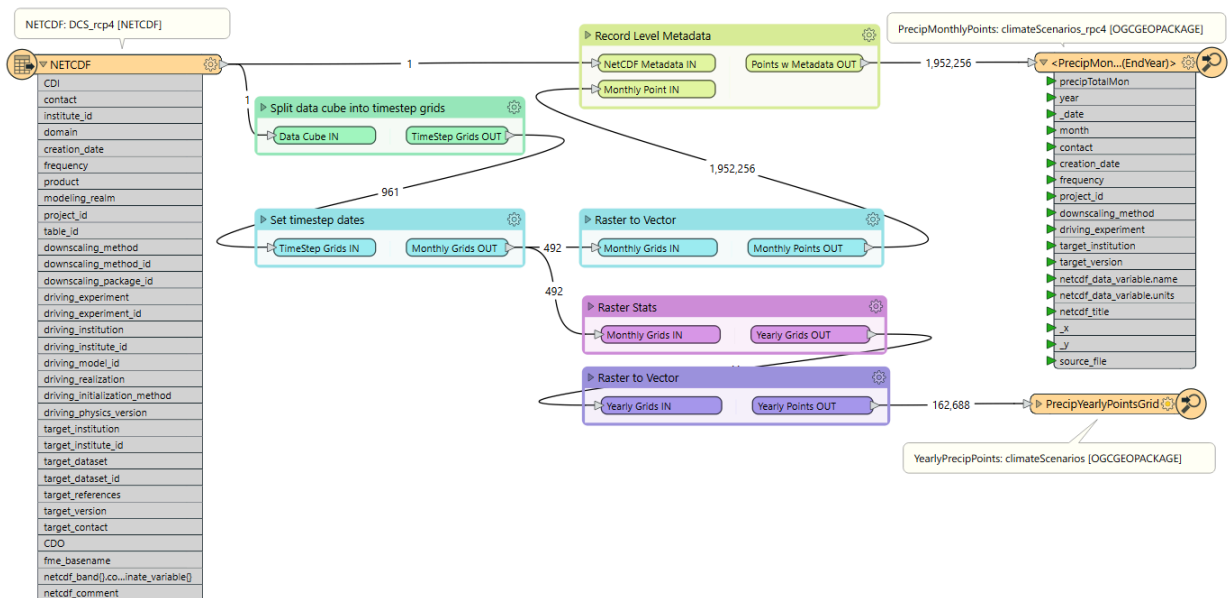 NETCDF: DCS_rcp4 [NETCDF]
NETCDF
CDI
contact
institute_id
domain
creation_date
frequency
product
modeling_realm
project_id
table_id
downscaling_method
downscaling_method_id
downscaling_package_id
driving_experiment
driving_experiment_id
driving_institution
driving_institute_id
driving_model_id
driving_realization
driving_initialization_method
driving_physics_version
target_institution
target_institute_id
target_dataset
target_dataset_id
target_references
target_version
target_contact
CDO
fme_basename
netcdf_band{}.co...inate_variable{}
netcdf_comment
1
1
Split data cube into timestep grids
Data Cube IN
TimeStep Grids OUT
961
Set timestep dates
TimeStep Grids IN
Monthly Grids OUT
492
492
Record Level Metadata
NetCDF Metadata IN
Points w Metadata OUT
Monthly Point IN
1,952,256
1,952,256
Raster to Vector
Monthly Grids IN
Monthly Points OUT
Raster Stats
Monthly Grids IN
Yearly Grids OUT
Raster to Vector
Yearly Grids IN
Yearly Points OUT
162,688
PrecipMonthlyPoints: climateScenarios_rpc4 [OGCGEOPACKAGE]
<PrecipMon...(EndYear)>
precipTotalMon
year
_date
month
contact
creation_date
frequency
project_id
downscaling_method
driving_experiment
target_institution
target_version
netcdf_data_variable.name
netcdf_data_variable.units
netcdf_title
_x
_y
source_file
PrecipYearlyPointsGrid
YearlyPrecipPoints: climateScenarios [OGCGEOPACKAGE]